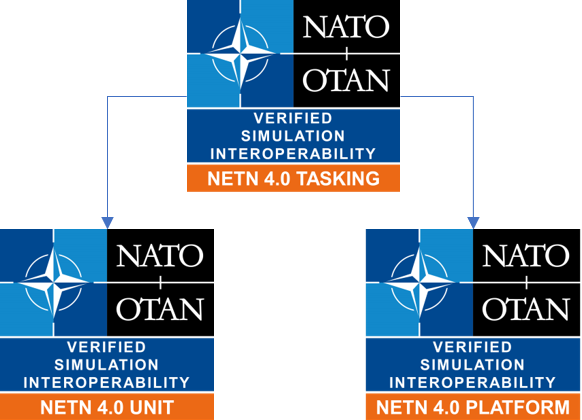 NATO
OTAN
VERIFIED
SIMULATION
INTEROPERABILITY
NETN 4.0 TASKING
NATO
OTAN
VERIFIED
SIMULATION
INTEROPERABILITY
NETN 4.0 UNIT
NATO
OTAN
VERIFIED
SIMULATION
INTEROPERABILITY
NETN 4.0 PLATFORM